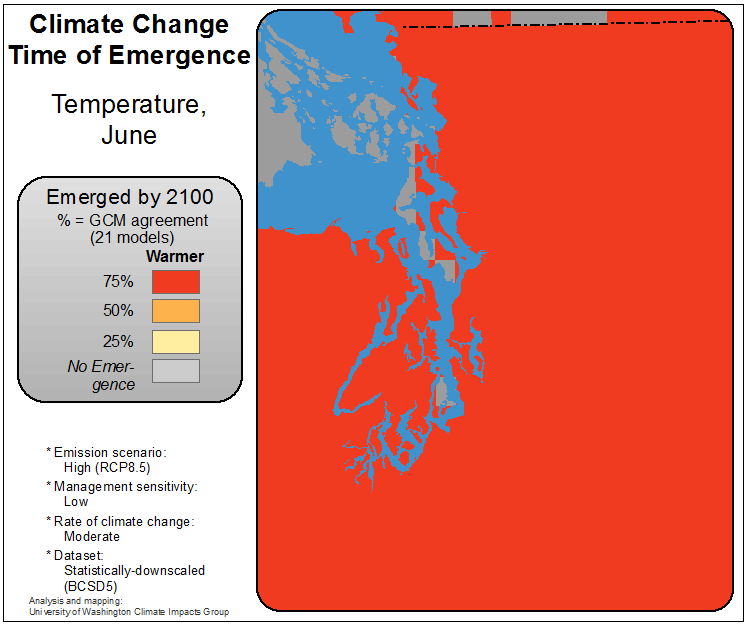 Climate Change
Time of Emergence
Temperature,
June
Emerged by 2100
% = GCM agreement
(21 models)
Warmer
75%
50%
25%
No Emer-
gence
* Emission scenario:
High (RCP8.5)
* Management sensitivity:
Low
* Rate of climate change:
Moderate
* Dataset:
Statistically-downscaled
(BCSD5)
Analysis and mapping:
University of Washington Climate Impacts Group